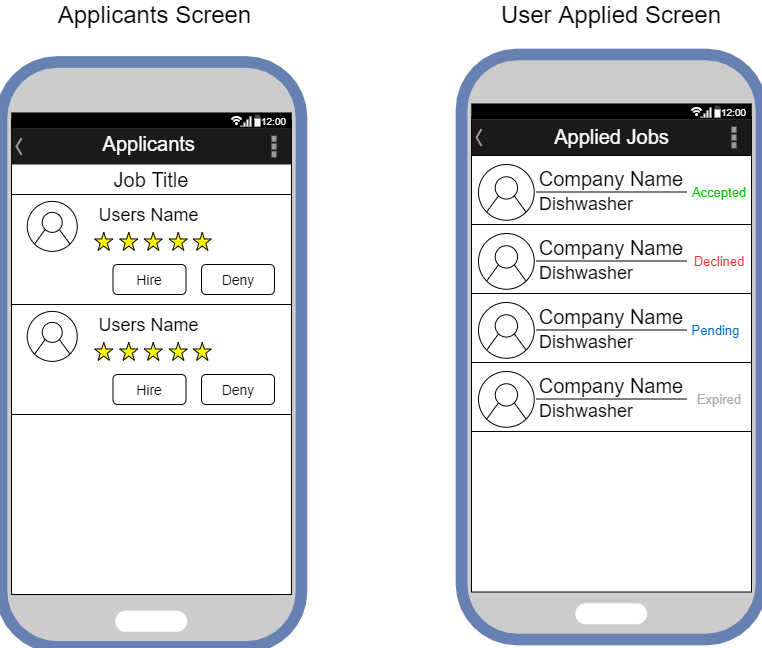 Applicants Screen
12:00
Applicants
Job Title
Users Name
Hire Deny
Users Name
Hire Deny
User Applied Screen
12:00
Applied Jobs
Company Name
Accepted
Dishwasher
Company Name
Declined
Dishwasher
Company Name
Pending
Dishwasher
Company Name
Expired
Dishwasher